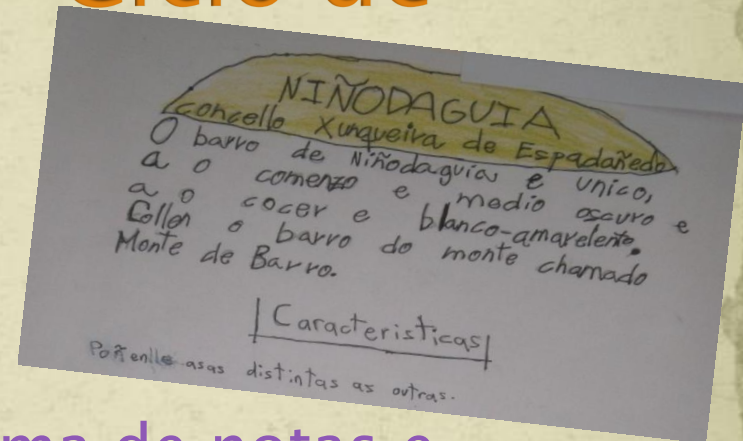 Ciclo de
NIÑODAGUIA
concello Xunqueira de Espadañedo
O barro de Niñodaguia e unico,
a o comenzo e medio oscuro e
a o cocer e blanco-amarelento.
Collen o barro do monte chamado
Monte de Barro.
Caracteristicas
Poñenlle asas distintas as outras.
ma de notas e